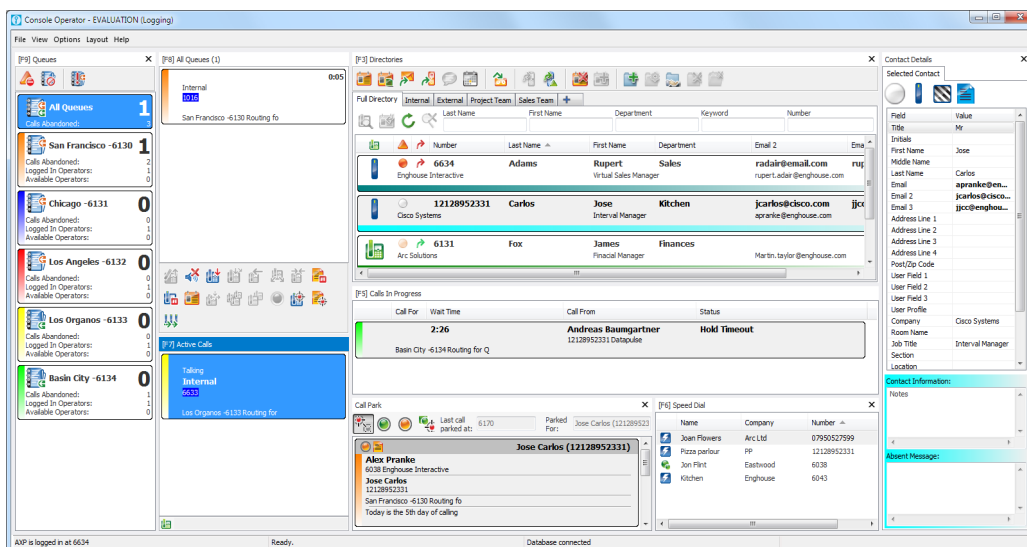 Console Operator - EVALUATION (Logging)
File View Options Layout Help
[F9] Queues
All Queues 1
Calls Abandoned: 3
San Francisco -6130 1
Calls Abandoned: 2
Logged In Operators: 1
Available Operators: 0
Chicago -6131 0
Calls Abandoned: 0
Logged In Operators: 1
Available Operators: 0
Los Angeles -6132 0
Calls Abandoned: 0
Logged In Operators: 1
Available Operators: 0
Los Organos -6133 0
Calls Abandoned: 0
Logged In Operators: 1
Available Operators: 0
Basin City -6134 0
Calls Abandoned: 1
Logged In Operators: 1
Available Operators: 0
[F8] All Queues (1)
0:05
Internal
1016
San Francisco -6130 Routing fo
[F7] Active Calls
Talking
Internal
6633
Los Organos -6133 Routing for
[F3] Directories
Full Directory Internal External Project Team Sales Team
Last Name First Name Department Keyword Number
Number Last Name First Name Department Email 2 Ema
6634 Adams Rupert Sales radair@email.com rup
Enghouse Interactive Virtual Sales Manager rupert.adair@enghouse.com
12128952331 Carlos Jose Kitchen jcarlos@cisco.com jjcc
Cisco Systems Interval Manager apranke@enghouse.com
6131 Fox James Finances
Arc Solutions Finacial Manager Martin.taylor@enghouse.com
[F5] Calls In Progress
Call For Wait Time Call From Status
2:26 Andreas Baumgartner Hold Timeout
12128952331 Datapulse
Basin City -6134 Routing for Q
Call Park
Last call parked at: 6170 Parked For: Jose Carlos (121289523
Jose Carlos (12128952331)
Alex Pranke
6038 Enghouse Interactive
Jose Carlos
12128952331
San Francisco -6130 Routing fo
Today is the 5th day of calling
[F6] Speed Dial
Name Company Number
Joan Flowers Arc Ltd 07950527599
Pizza parlour PP 12128952331
Jon Flint Eastwood 6038
Kitchen Enghouse 6043
Contact Details
Selected Contact
Field Value
Title Mr
Initials
First Name Jose
Middle Name
Last Name Carlos
Email apranke@en...
Email 2 jcarlos@cisco...
Email 3 jjcc@enghou...
Address Line 1
Address Line 2
Address Line 3
Address Line 4
Post/Zip Code
User Field 1
User Field 2
User Field 3
User Profile
Company Cisco Systems
Room Name
Job Title Interval Manager
Section
Location
Contact Information:
Notes
Absent Message:
AXP is logged in at 6634 Ready. Database connected